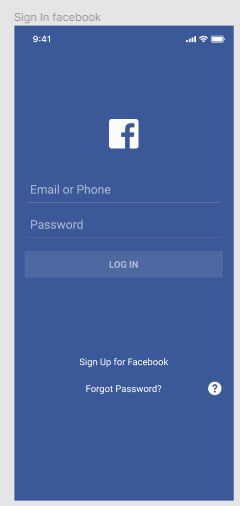 Sign In facebook
9:41
f
Email or Phone
Password
LOG IN
Sign Up for Facebook
Forgot Password?
?